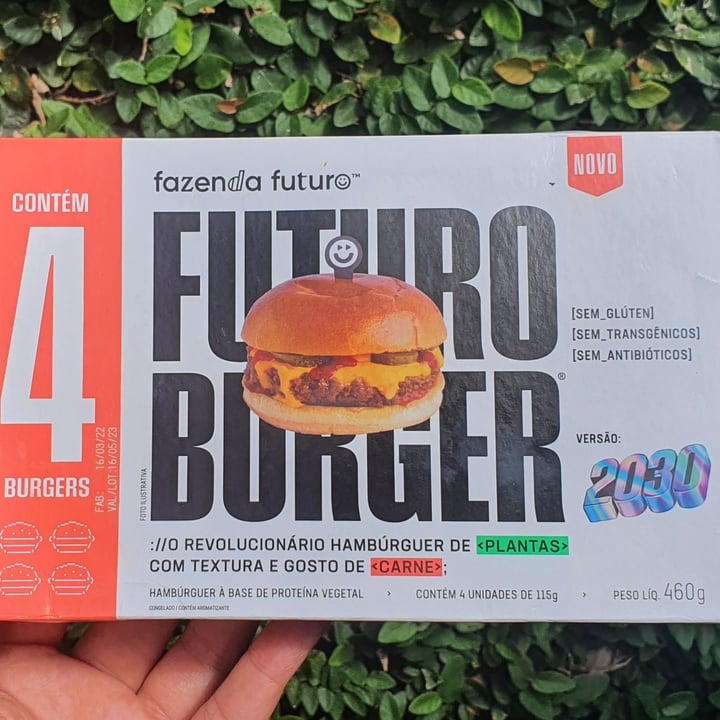 CONTÉM
4
BURGERS
FAB: 16/03/22
VAL/LOT:16/05/23
fazenda futuro™
NOVO
FUTURO
BURGER®
[SEM_GLÚTEN]
[SEM_TRANSGÊNICOS]
[SEM_ANTIBIÓTICOS]
VERSÃO:
2030
FOTO ILUSTRATIVA
://O REVOLUCIONÁRIO HAMBÚRGUER DE <PLANTAS>
COM TEXTURA E GOSTO DE <CARNE>;
HAMBÚRGUER À BASE DE PROTEÍNA VEGETAL > CONTÉM 4 UNIDADES DE 115g > PESO LÍQ. 460g
CONGELADO / CONTÉM AROMATIZANTE